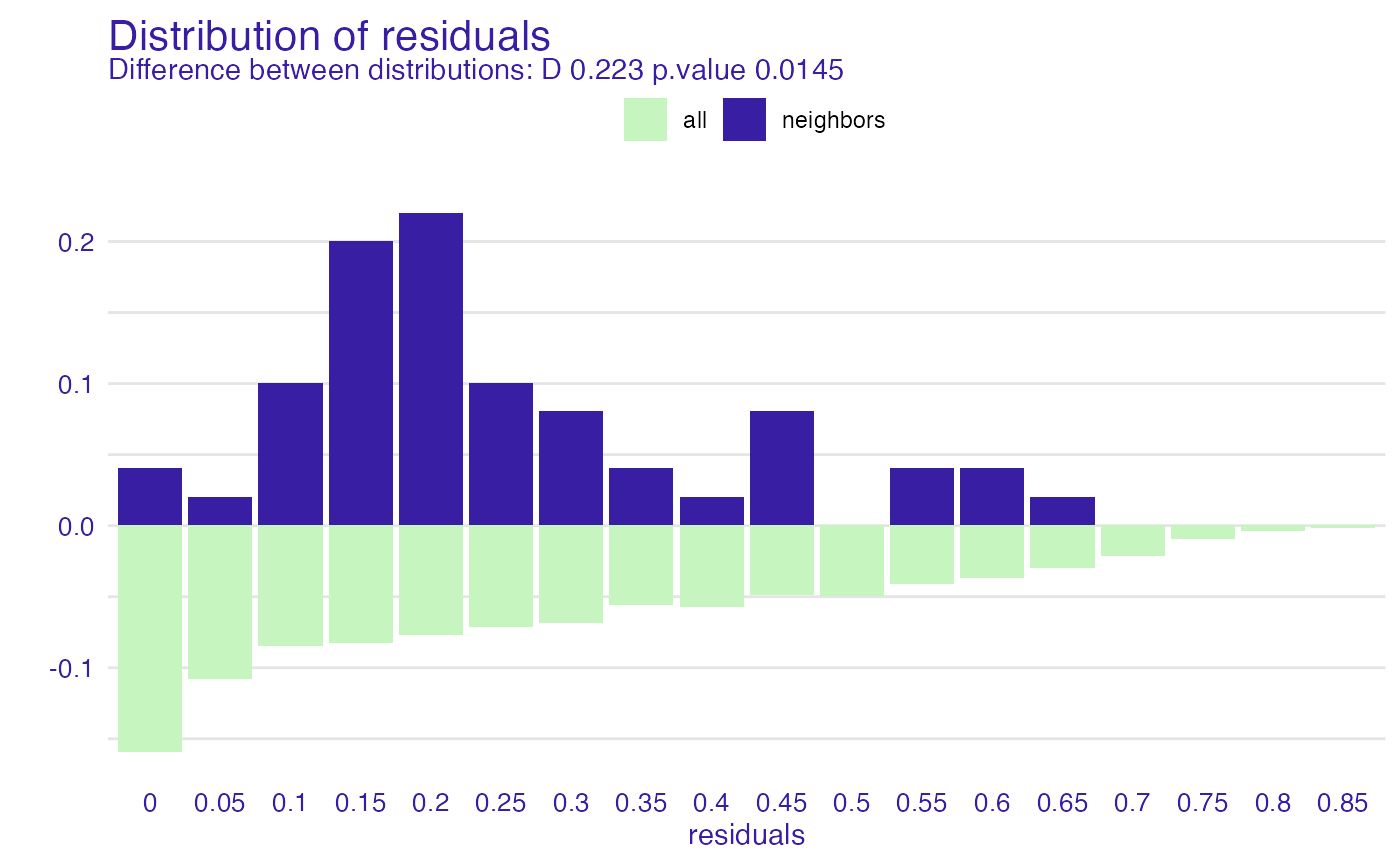 Distribution of residuals
Difference between distributions: D 0.223 p.value 0.0145
all neighbors
0.2
0.1
0.0
-0.1
0 0.05 0.1 0.15 0.2 0.25 0.3 0.35 0.4 0.45 0.5 0.55 0.6 0.65 0.7 0.75 0.8 0.85
residuals